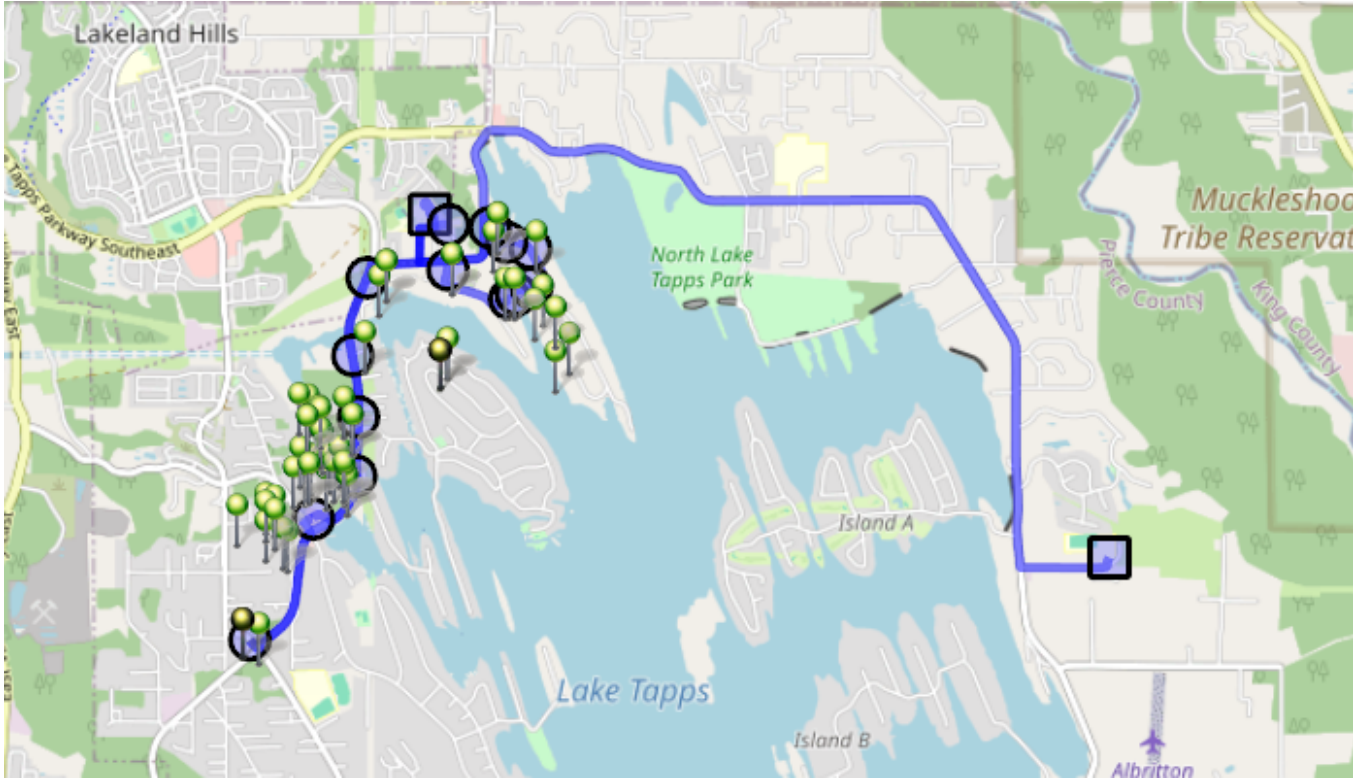 Lakeland Hills
e Tapps Parkway Southeast
Muckleshoo
Tribe Reservat
North Lake
Tapps Park
Pierce County
King County
Island A
Lake Tapps
Island B
Albritton
East